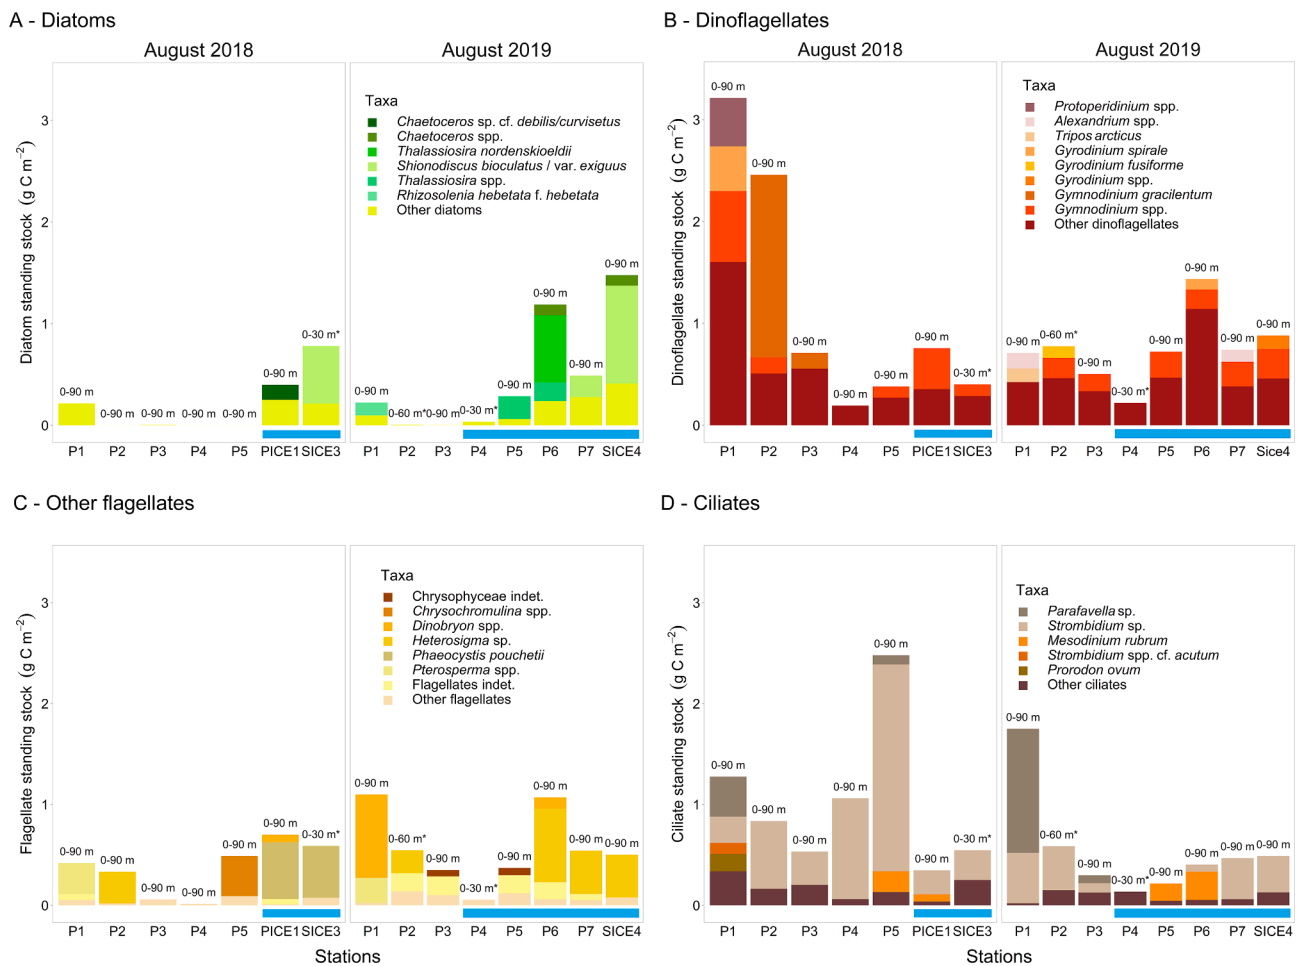 A - Diatoms
August 2018
August 2019
Diatom standing stock (g C m⁻²)
3
2
1
0
0-90 m
0-90 m
0-90 m
0-90 m
0-90 m
0-90 m
0-30 m*
P1 P2 P3 P4 P5 PICE1 SICE3
Taxa
Chaetoceros sp. cf. debilis/curvisetus
Chaetoceros spp.
Thalassiosira nordenskioeldii
Shionodiscus bioculatus / var. exiguus
Thalassiosira spp.
Rhizosolenia hebetata f. hebetata
Other diatoms
0-90 m
0-60 m*
0-90 m
0-30 m*
0-90 m
0-90 m
0-90 m
0-90 m
P1 P2 P3 P4 P5 P6 P7 SICE4
B - Dinoflagellates
August 2018
August 2019
Dinoflagellate standing stock (g C m⁻²)
3
2
1
0
0-90 m
0-90 m
0-90 m
0-90 m
0-90 m
0-90 m
0-30 m*
P1 P2 P3 P4 P5 PICE1 SICE3
Taxa
Protoperidinium spp.
Alexandrium spp.
Tripos arcticus
Gyrodinium spirale
Gyrodinium fusiforme
Gyrodinium spp.
Gymnodinium gracilentum
Gymnodinium spp.
Other dinoflagellates
0-90 m
0-60 m*
0-90 m
0-30 m*
0-90 m
0-90 m
0-90 m
0-90 m
P1 P2 P3 P4 P5 P6 P7 Sice4
C - Other flagellates
Flagellate standing stock (g C m⁻²)
3
2
1
0
0-90 m
0-90 m
0-90 m
0-90 m
0-90 m
0-90 m
0-30 m*
P1 P2 P3 P4 P5 PICE1 SICE3
Taxa
Chrysophyceae indet.
Chrysochromulina spp.
Dinobryon spp.
Heterosigma sp.
Phaeocystis pouchetii
Pterosperma spp.
Flagellates indet.
Other flagellates
0-90 m
0-60 m*
0-90 m
0-30 m*
0-90 m
0-90 m
0-90 m
0-90 m
P1 P2 P3 P4 P5 P6 P7 SICE4
Stations
D - Ciliates
Ciliate standing stock (g C m⁻²)
3
2
1
0
0-90 m
0-90 m
0-90 m
0-90 m
0-90 m
0-90 m
0-30 m*
P1 P2 P3 P4 P5 PICE1 SICE3
Taxa
Parafavella sp.
Strombidium sp.
Mesodinium rubrum
Strombidium spp. cf. acutum
Prorodon ovum
Other ciliates
0-90 m
0-60 m*
0-90 m
0-30 m*
0-90 m
0-90 m
0-90 m
0-90 m
P1 P2 P3 P4 P5 P6 P7 SICE4
Stations